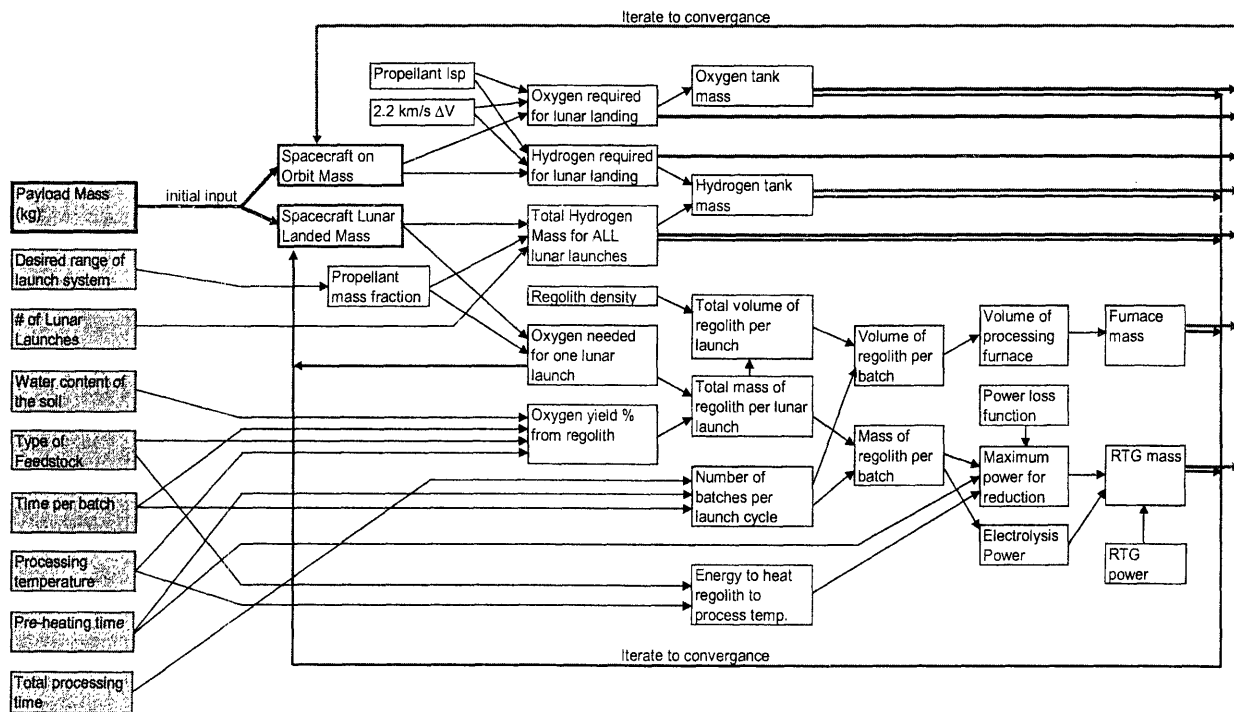 Iterate to convergance
Propellant Isp
2.2 km/s ΔV
Oxygen required
for lunar landing
Oxygen tank
mass
Spacecraft on
Orbit Mass
Hydrogen required
for lunar landing
Hydrogen tank
mass
Payload Mass
(kg)
initial input
Spacecraft Lunar
Landed Mass
Total Hydrogen
Mass for ALL
lunar launches
Desired range of
launch system
Propellant
mass fraction
Regolith density
Total volume of
regolith per
launch
# of Lunar
Launches
Oxygen needed
for one lunar
launch
Volume of
regolith per
batch
Volume of
processing
furnace
Furnace
mass
Water content of
the soil
Total mass of
regolith per lunar
launch
Power loss
function
Oxygen yield %
from regolith
Type of
Feedstock
Mass of
regolith per
batch
Maximum
power for
reduction
RTG mass
Time per batch
Number of
batches per
launch cycle
Electrolysis
Power
Processing
temperature
Energy to heat
regolith to
process temp.
RTG
power
Pre-heating time
Iterate to convergance
Total processing
time